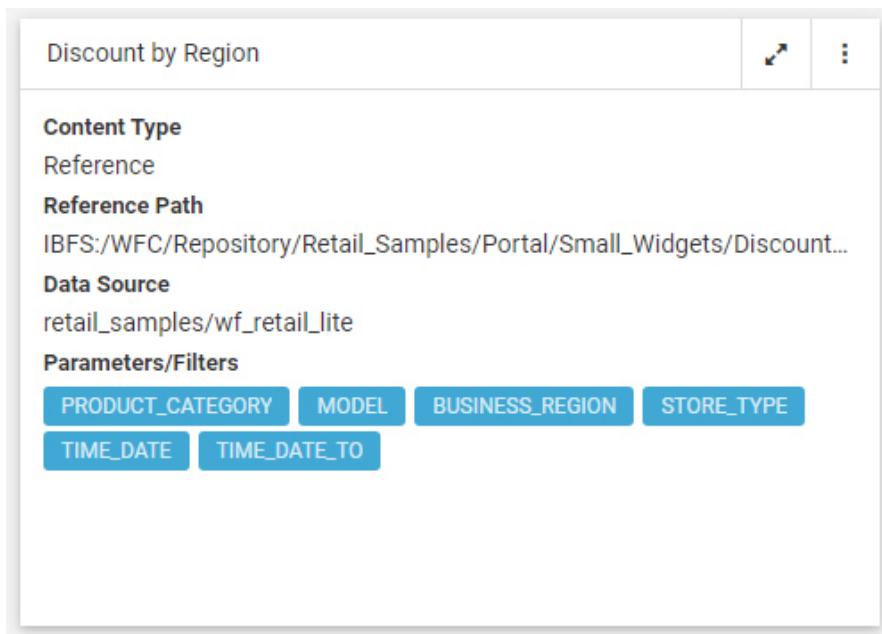 Discount by Region
Content Type
Reference
Reference Path
IBFS:/WFC/Repository/Retail_Samples/Portal/Small_Widgets/Discount...
Data Source
retail_samples/wf_retail_lite
Parameters/Filters
PRODUCT_CATEGORY MODEL BUSINESS_REGION STORE_TYPE
TIME_DATE TIME_DATE_TO